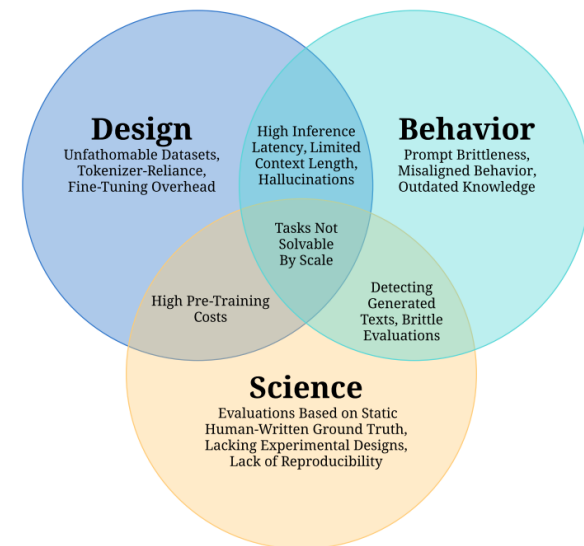 Design
Unfathomable Datasets,
Tokenizer-Reliance,
Fine-Tuning Overhead
High Inference
Latency, Limited
Context Length,
Hallucinations
Behavior
Prompt Brittleness,
Misaligned Behavior,
Outdated Knowledge
Tasks Not
Solvable
By Scale
High Pre-Training
Costs
Detecting
Generated
Texts, Brittle
Evaluations
Science
Evaluations Based on Static
Human-Written Ground Truth,
Lacking Experimental Designs,
Lack of Reproducibility